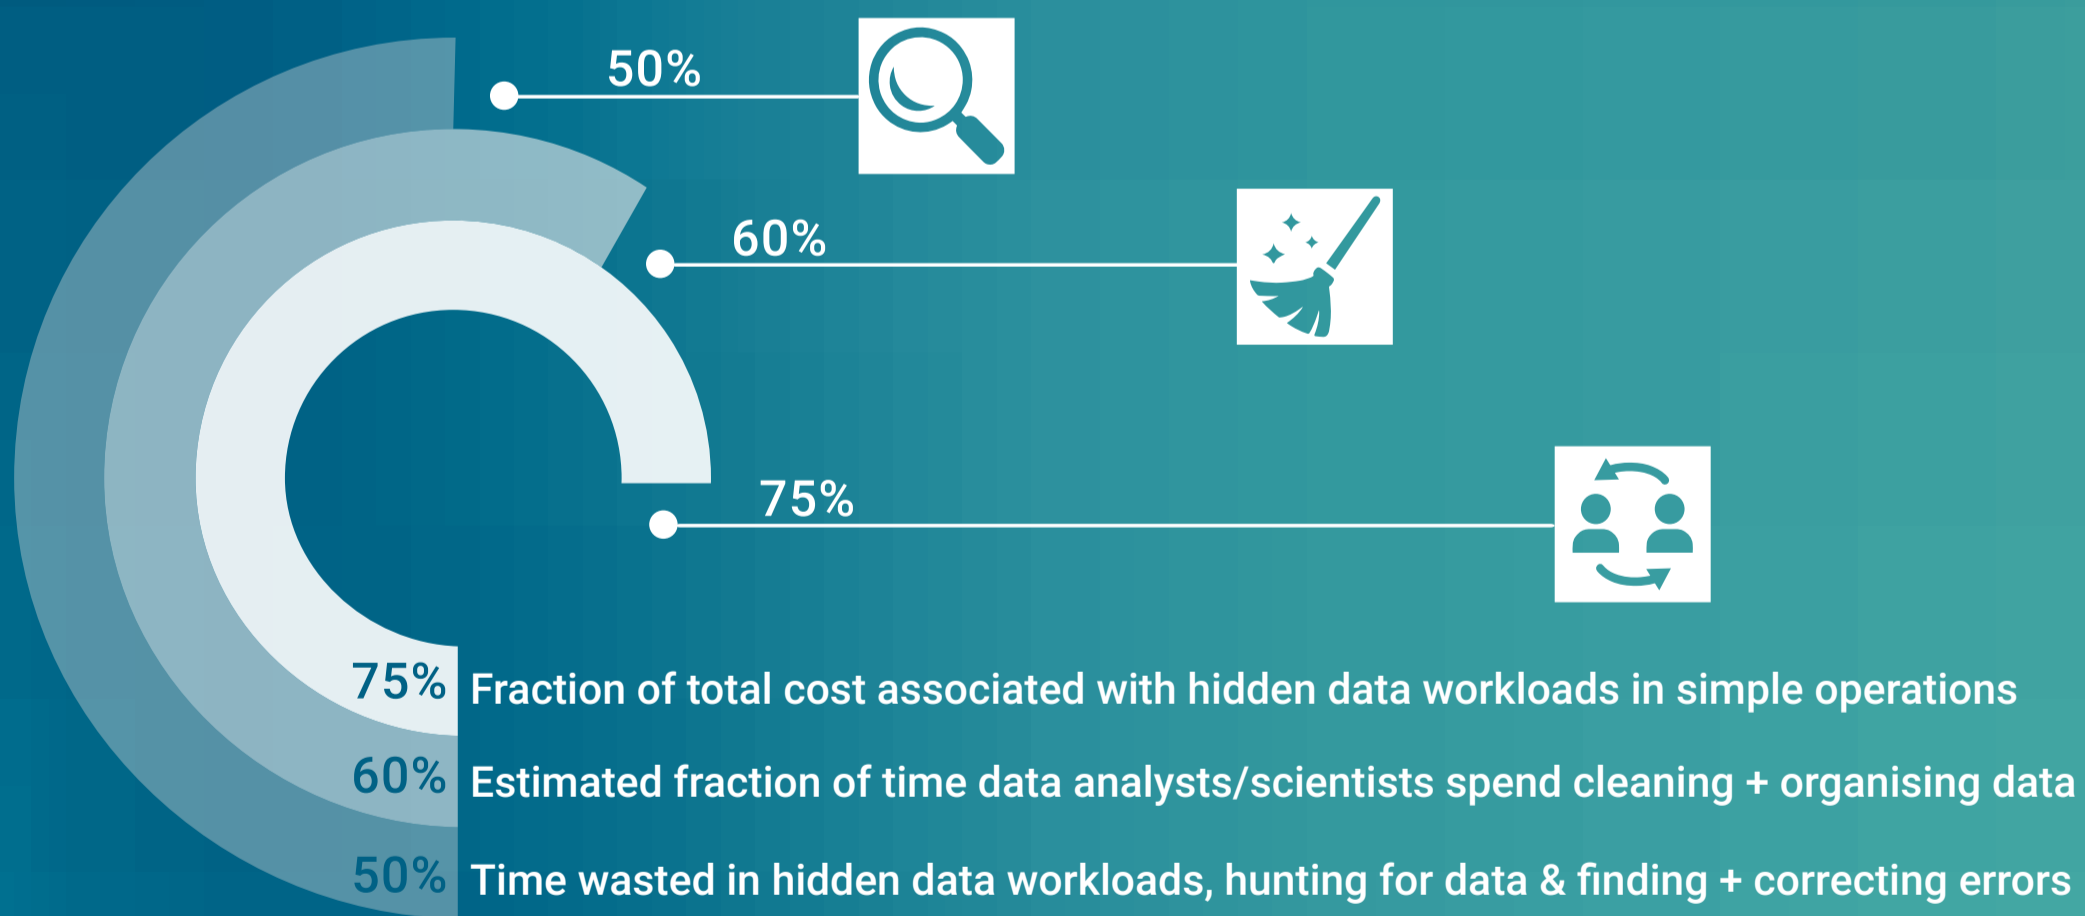 50%
60%
75%
75% Fraction of total cost associated with hidden data workloads in simple operations
60% Estimated fraction of time data analysts/scientists spend cleaning + organising data
50% Time wasted in hidden data workloads, hunting for data & finding + correcting errors